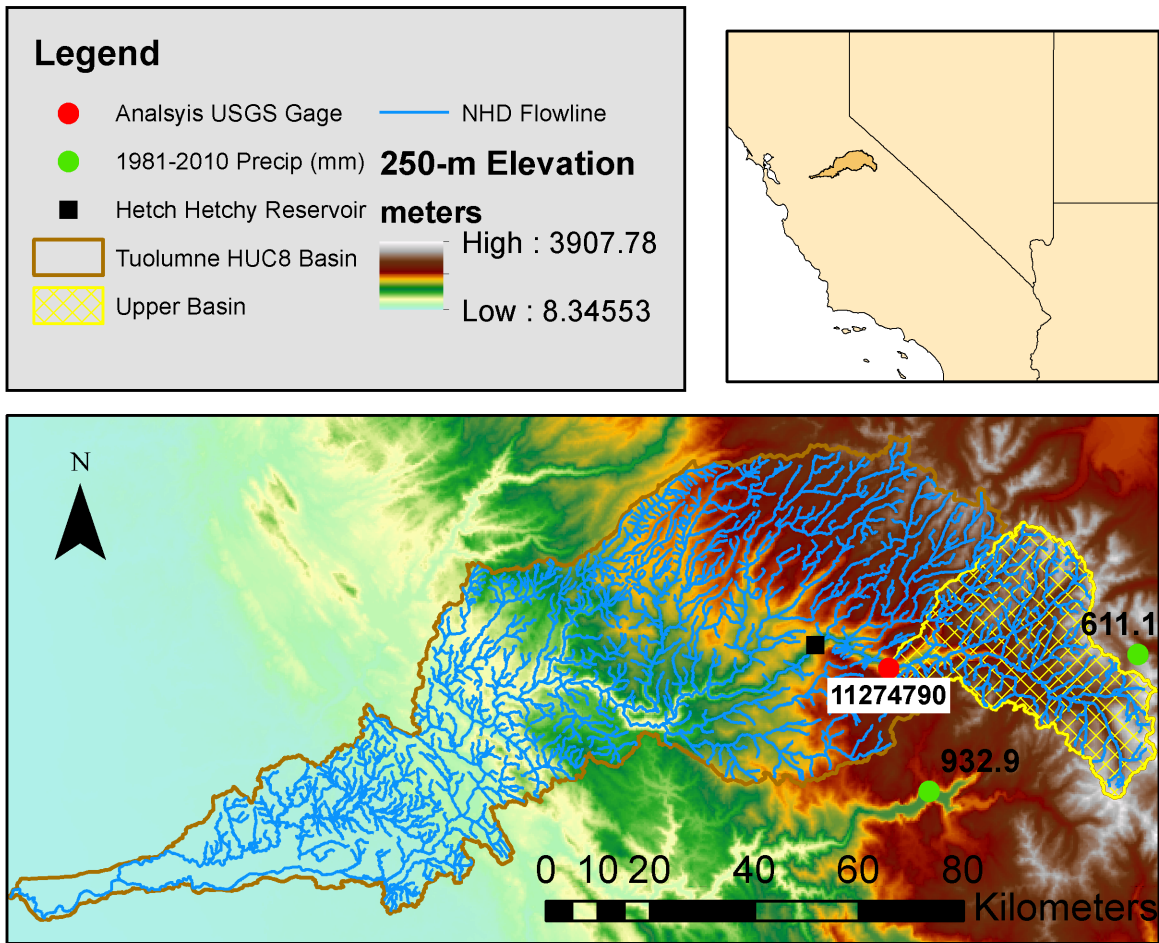 Legend
Analsyis USGS Gage
1981-2010 Precip (mm)
Hetch Hetchy Reservoir
Tuolumne HUC8 Basin
Upper Basin
NHD Flowline
250-m Elevation
meters
High : 3907.78
Low : 8.34553
N
611.1
11274790
932.9
0 10 20 40 60 80
Kilometers